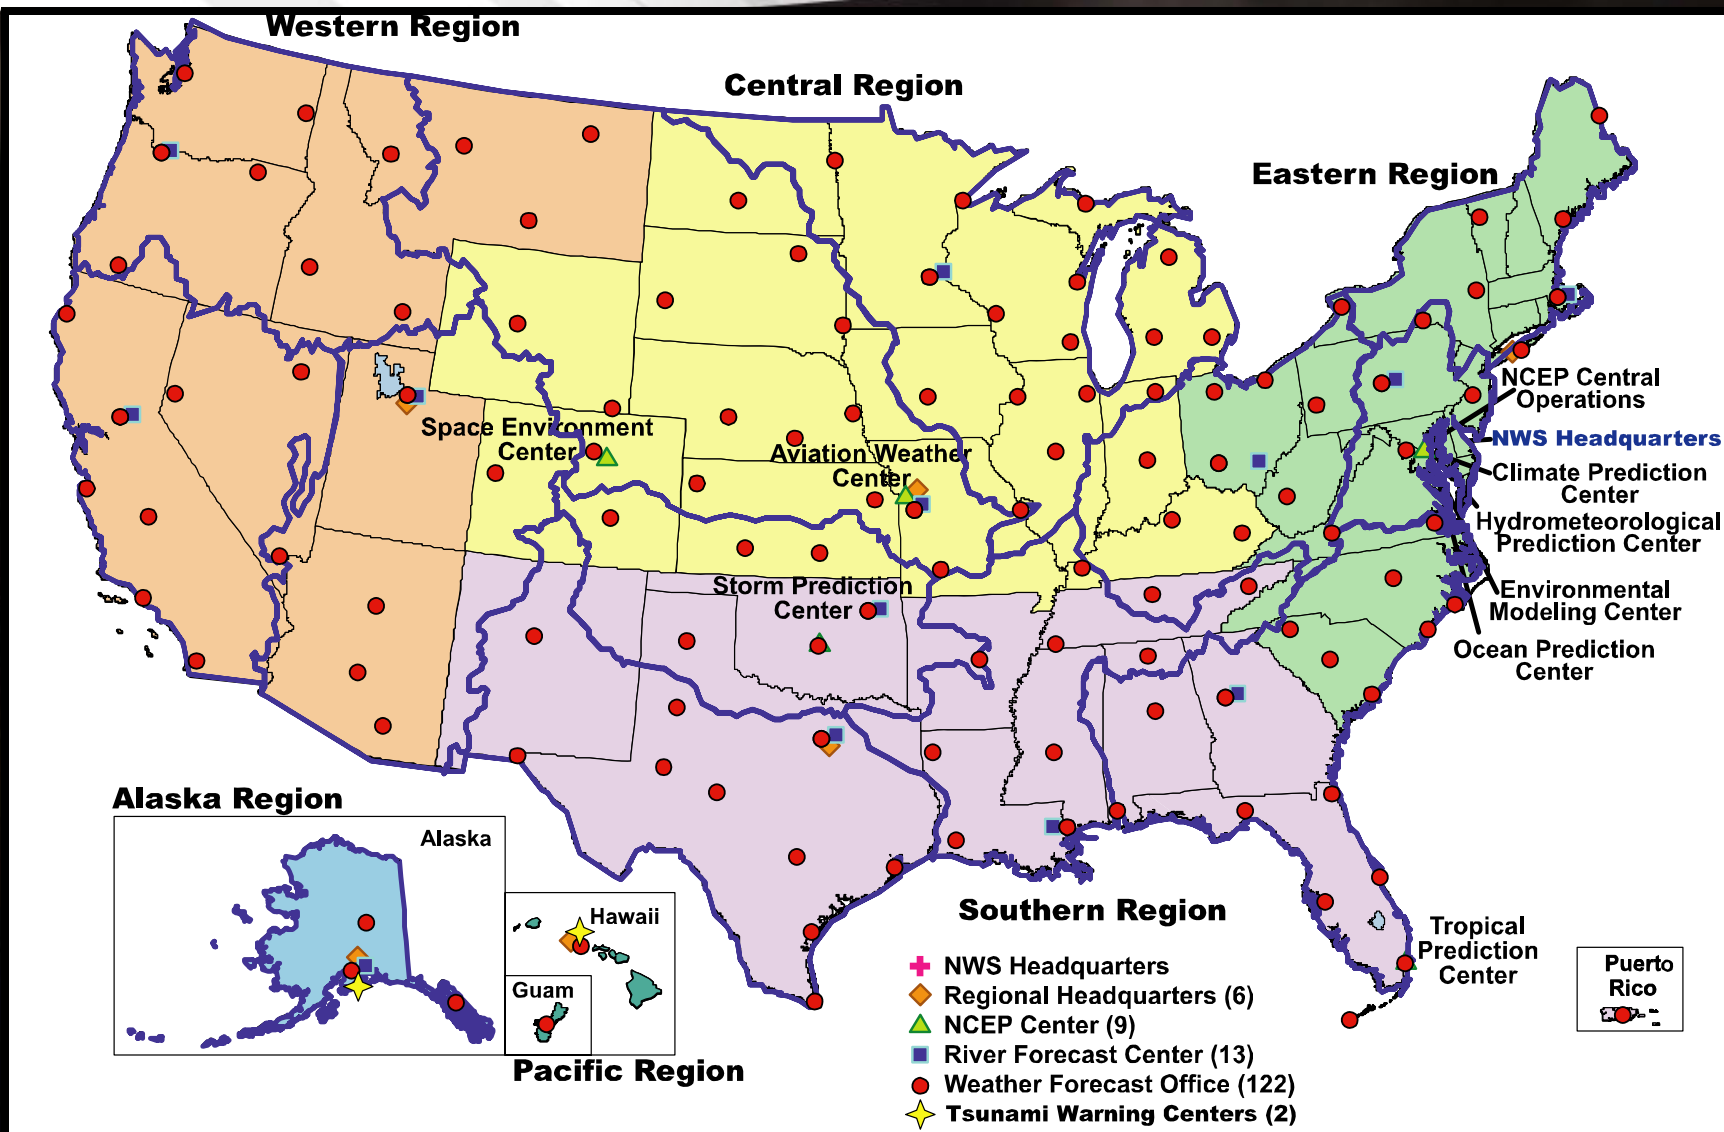 Western Region
Central Region
Eastern Region
NCEP Central
Operations
Space Environment
Center
Aviation Weather
Center
NWS Headquarters
Climate Prediction
Center
Hydrometeorological
Prediction Center
Storm Prediction
Center
Environmental
Modeling Center
Ocean Prediction
Center
Alaska Region
Alaska
Hawaii
Guam
Pacific Region
Southern Region
Tropical
Prediction
Center
Puerto
Rico
NWS Headquarters
Regional Headquarters (6)
NCEP Center (9)
River Forecast Center (13)
Weather Forecast Office (122)
Tsunami Warning Centers (2)